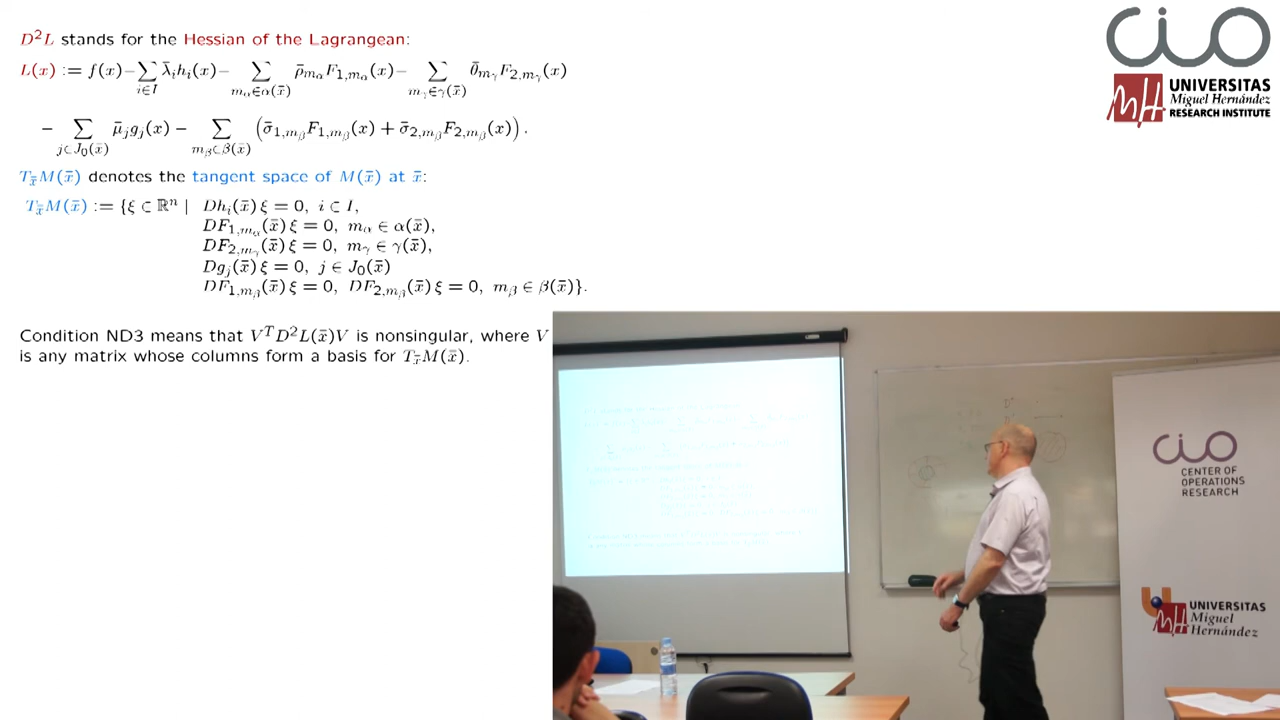 D²L stands for the Hessian of the Lagrangean:
L(x) := f(x)− ∑_{i∈I} λ̄_i h_i(x)− ∑_{m_α∈α(x̄)} ρ̄_{m_α} F_{1,m_α}(x)− ∑_{m_γ∈γ(x̄)} ϑ̄_{m_γ} F_{2,m_γ}(x)
− ∑_{j∈J_0(x̄)} μ̄_j g_j(x) − ∑_{m_β∈β(x̄)} (σ̄_{1,m_β} F_{1,m_β}(x) + σ̄_{2,m_β} F_{2,m_β}(x)) .
T_x̄ M(x̄) denotes the tangent space of M(x̄) at x̄:
T_x̄ M(x̄) := {ξ ∈ ℝⁿ | Dh_i(x̄) ξ = 0, i ∈ I,
DF_{1,m_α}(x̄) ξ = 0, m_α ∈ α(x̄),
DF_{2,m_γ}(x̄) ξ = 0, m_γ ∈ γ(x̄),
Dg_j(x̄) ξ = 0, j ∈ J_0(x̄)
DF_{1,m_β}(x̄) ξ = 0, DF_{2,m_β}(x̄) ξ = 0, m_β ∈ β(x̄)}.
Condition ND3 means that V^T D²L(x̄)V is nonsingular, where V
is any matrix whose columns form a basis for T_x̄ M(x̄).
CIO
UNIVERSITAS
Miguel Hernández
RESEARCH INSTITUTE
CIO
CENTER OF
OPERATIONS
RESEARCH
UNIVERSITAS
Miguel
Hernández